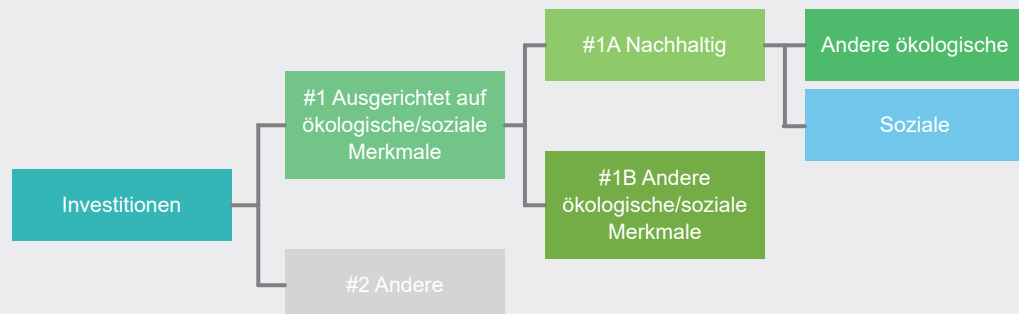 Investitionen
#1 Ausgerichtet auf
ökologische/soziale
Merkmale
#2 Andere
#1A Nachhaltig
#1B Andere
ökologische/soziale
Merkmale
Andere ökologische
Soziale